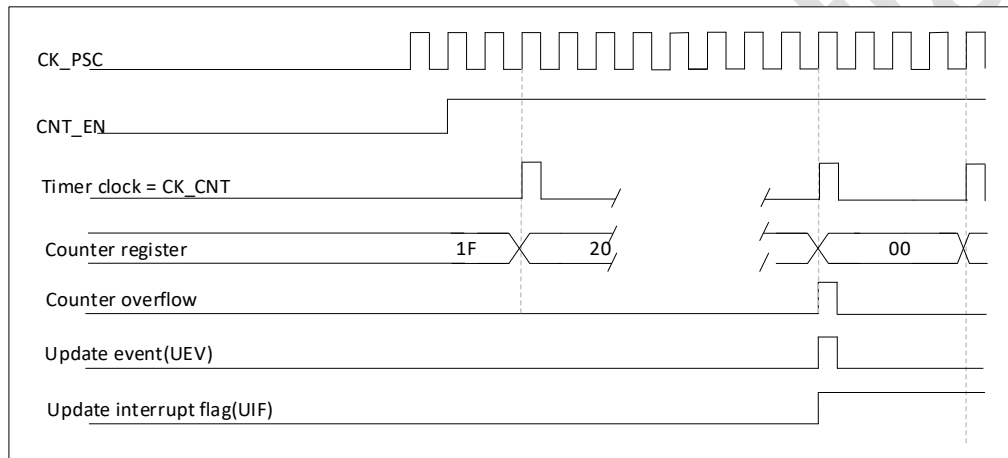 CK_PSC
CNT_EN
Timer clock = CK_CNT
Counter register 1F 20 00
Counter overflow
Update event(UEV)
Update interrupt flag(UIF)